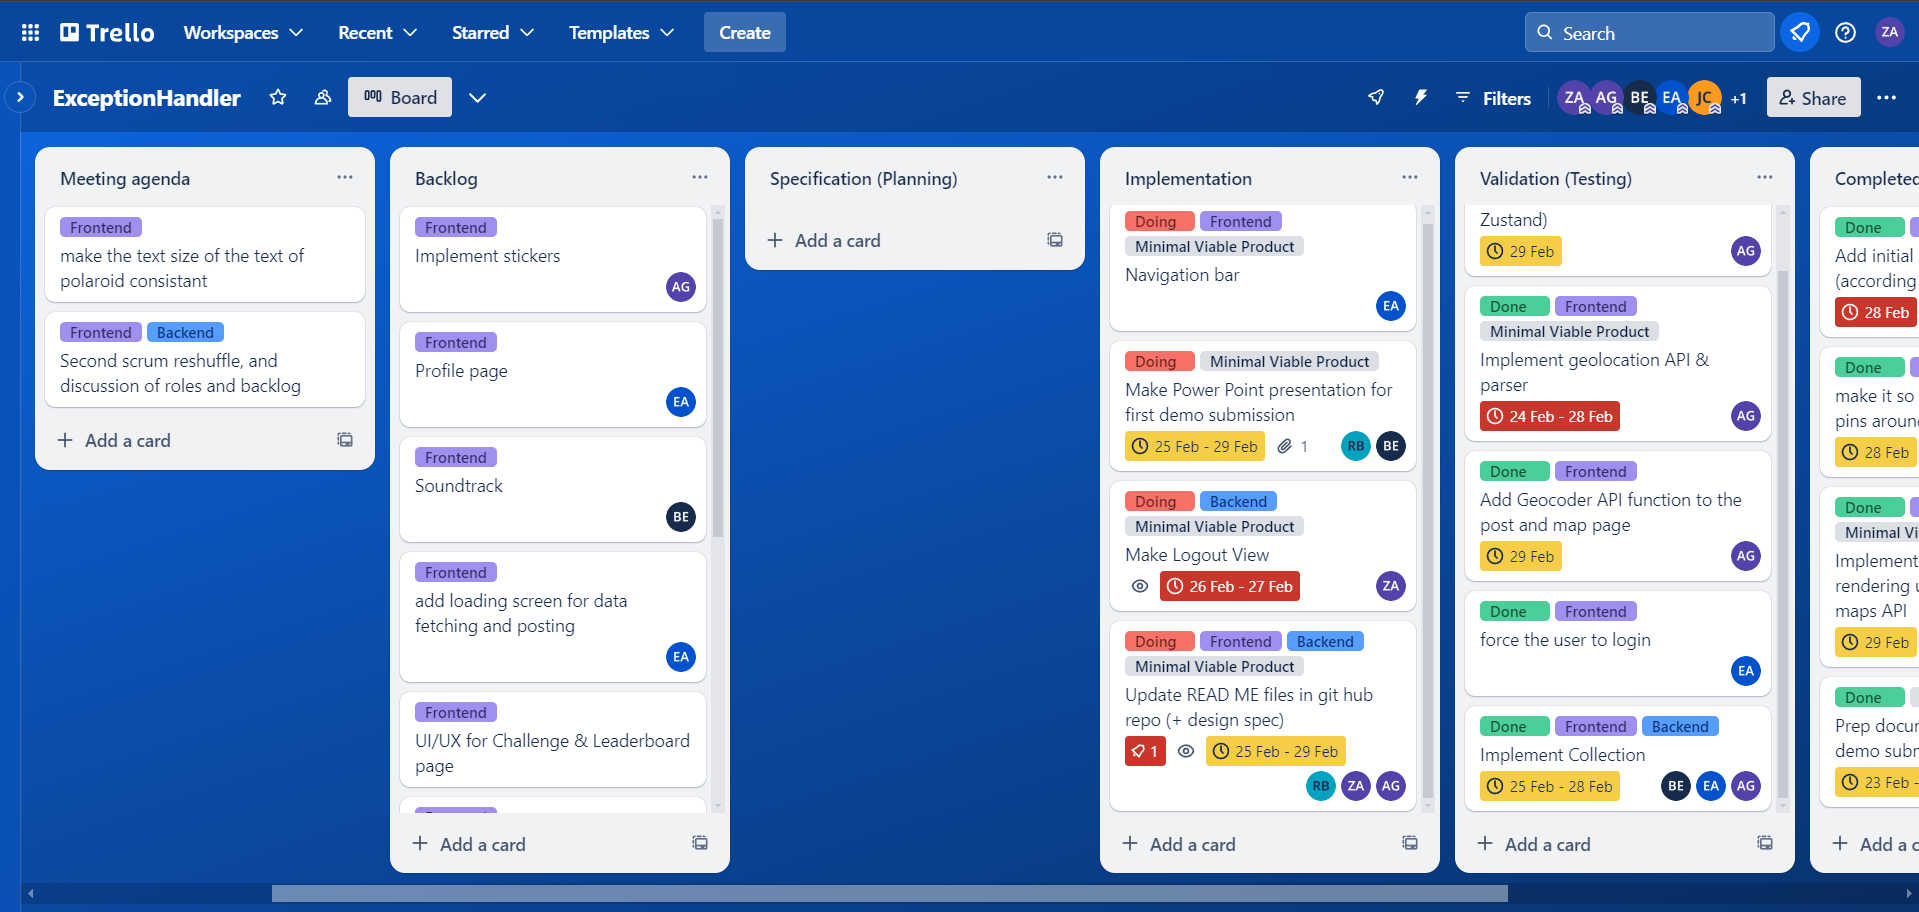 Trello
Workspaces
Recent
Starred
Templates
Create
Search
ZA
ExceptionHandler
Board
Filters
ZA AG BE EA JC +1
Share
Meeting agenda
Frontend
make the text size of the text of
polaroid consistant
Frontend Backend
Second scrum reshuffle, and
discussion of roles and backlog
Add a card
Backlog
Frontend
Implement stickers
AG
Frontend
Profile page
EA
Frontend
Soundtrack
BE
Frontend
add loading screen for data
fetching and posting
EA
Frontend
UI/UX for Challenge & Leaderboard
page
Add a card
Specification (Planning)
Add a card
Implementation
Doing Frontend
Minimal Viable Product
Navigation bar
EA
Doing Minimal Viable Product
Make Power Point presentation for
first demo submission
25 Feb - 29 Feb 1 RB BE
Doing Backend
Minimal Viable Product
Make Logout View
26 Feb - 27 Feb ZA
Doing Frontend Backend
Minimal Viable Product
Update READ ME files in git hub
repo (+ design spec)
1 25 Feb - 29 Feb
RB ZA AG
Add a card
Validation (Testing)
Zustand)
29 Feb AG
Done Frontend
Minimal Viable Product
Implement geolocation API &
parser
24 Feb - 28 Feb AG
Done Frontend
Add Geocoder API function to the
post and map page
29 Feb AG
Done Frontend
force the user to login
EA
Done Frontend Backend
Implement Collection
25 Feb - 28 Feb BE EA AG
Add a card
Completed
Done
Add initial
(according
28 Feb
Done
make it so
pins aroun
28 Feb
Done
Minimal Vi
Implement
rendering u
maps API
29 Feb
Done
Prep docu
demo subn
23 Feb -
Add a c